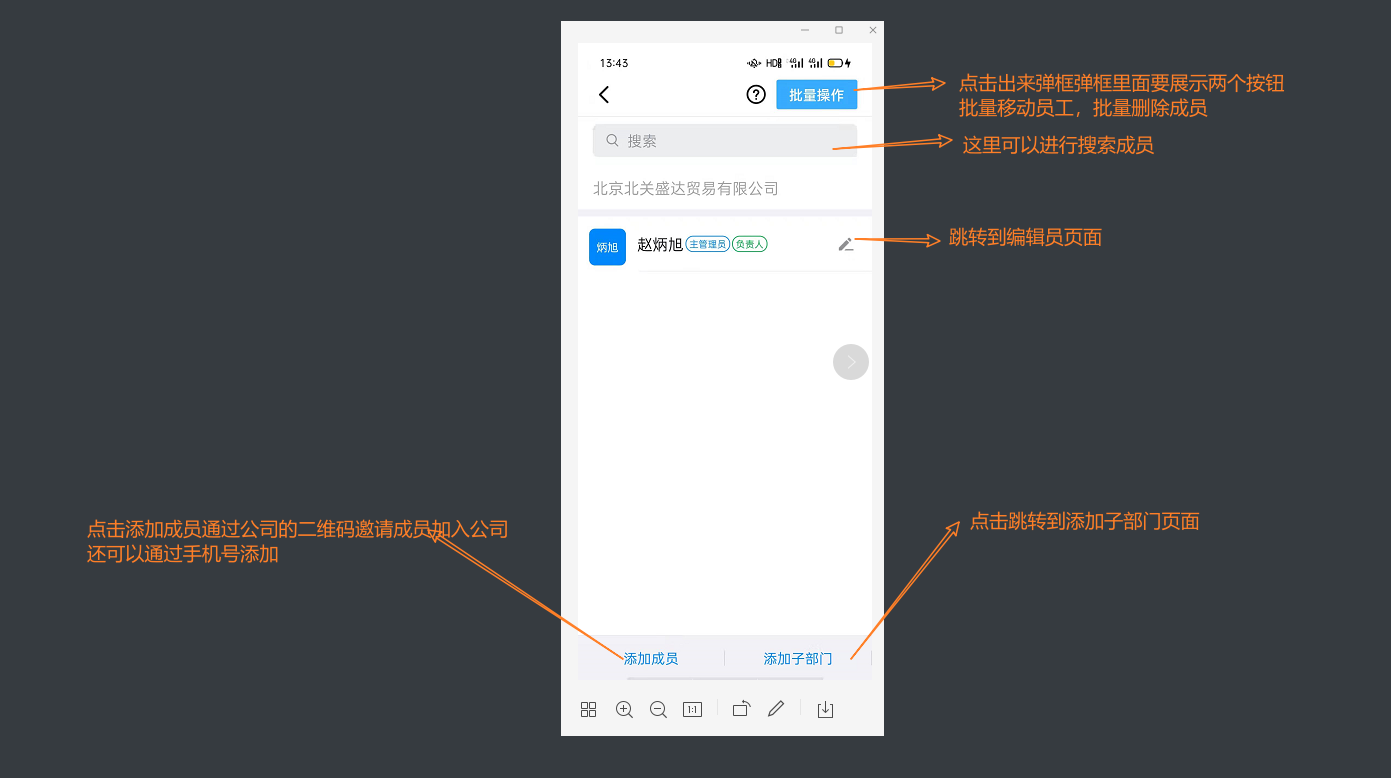 13:43
HD
4G
4G
批量操作
点击出来弹框弹框里面要展示两个按钮
批量移动员工，批量删除成员
搜索
这里可以进行搜索成员
北京北关盛达贸易有限公司
炳旭
赵炳旭
主管理员
负责人
跳转到编辑员页面
点击添加成员通过公司的二维码邀请成员加入公司
还可以通过手机号添加
点击跳转到添加子部门页面
添加成员
添加子部门
1:1